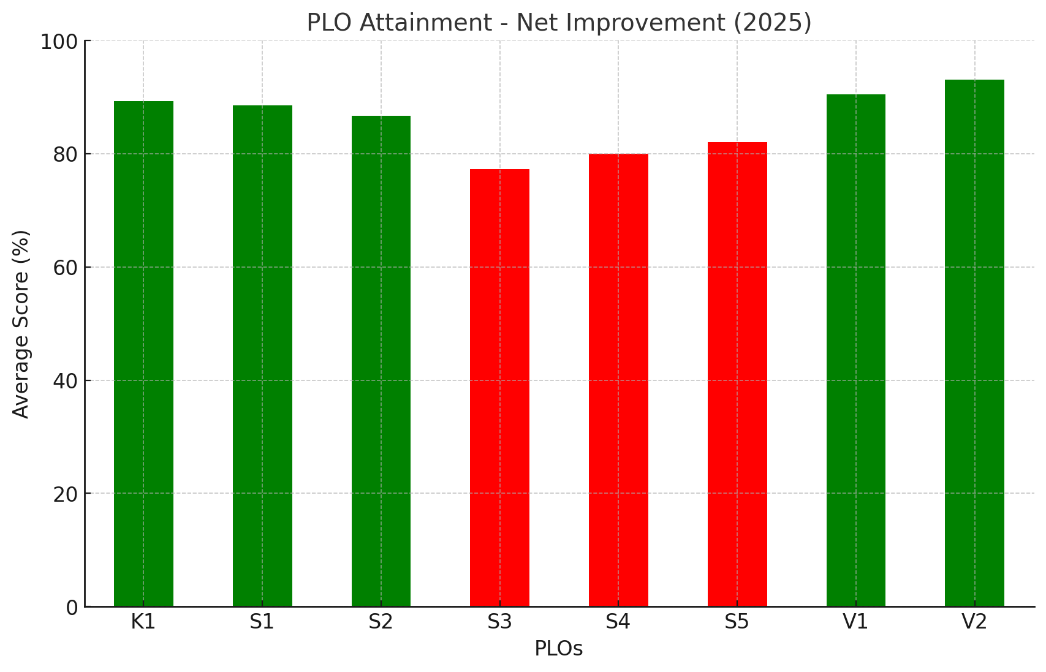 PLO Attainment - Net Improvement (2025)
100
80
60
40
20
0
Average Score (%)
K1 S1 S2 S3 S4 S5 V1 V2
PLOs